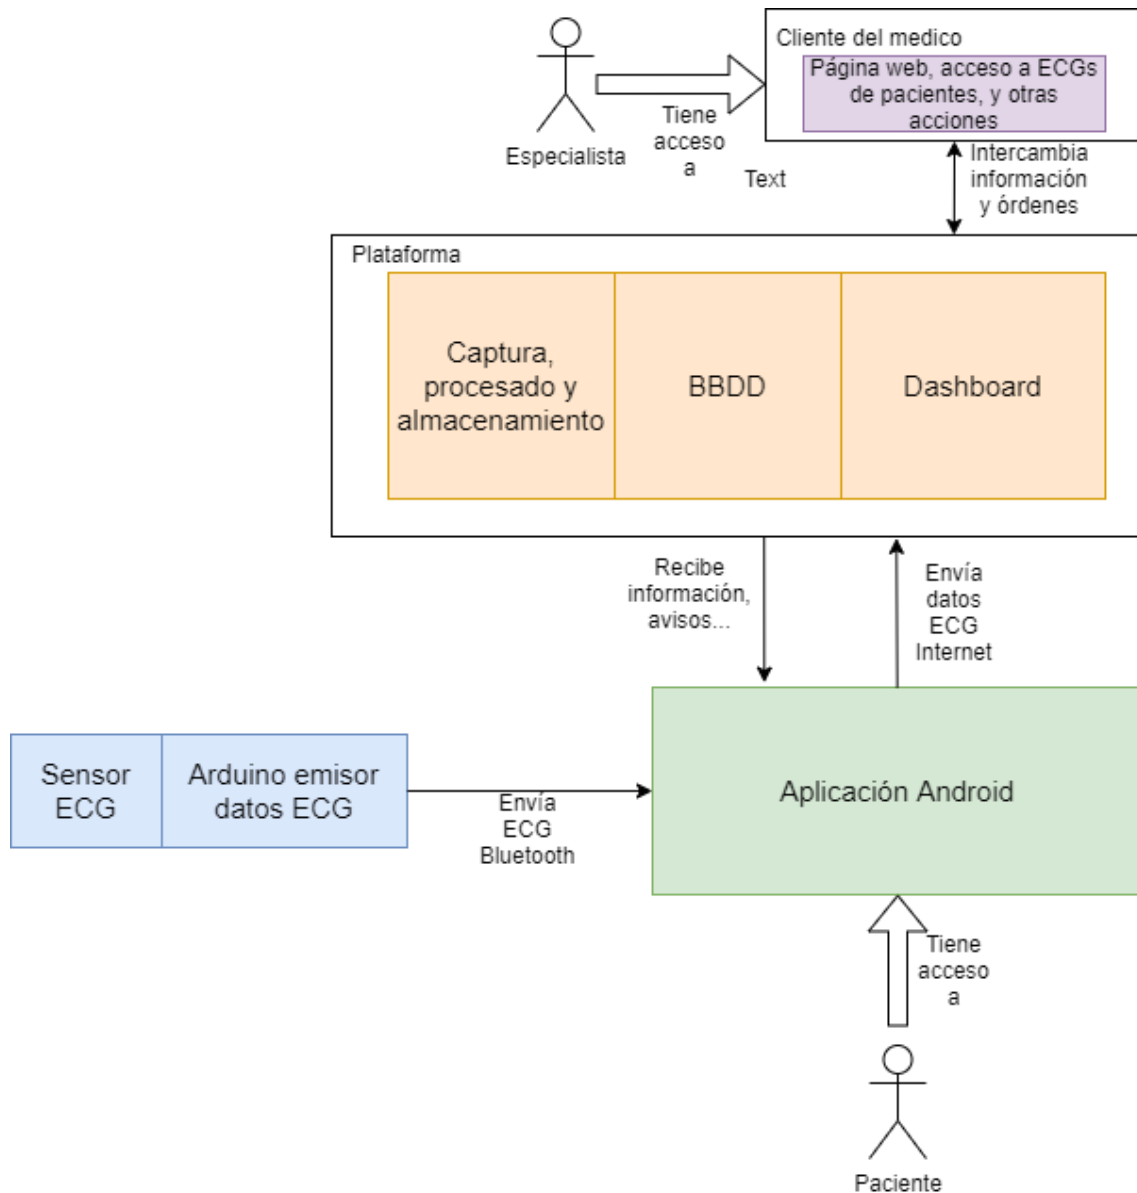 Cliente del medico
Página web, acceso a ECGs
de pacientes, y otras
acciones
Tiene
acceso
a
Especialista
Text
Intercambia
información
y órdenes
Plataforma
Captura,
procesado y
almacenamiento
BBDD
Dashboard
Recibe
información,
avisos...
Envía
datos
ECG
Internet
Sensor
ECG
Arduino emisor
datos ECG
Envía
ECG
Bluetooth
Aplicación Android
Tiene
acceso
a
Paciente